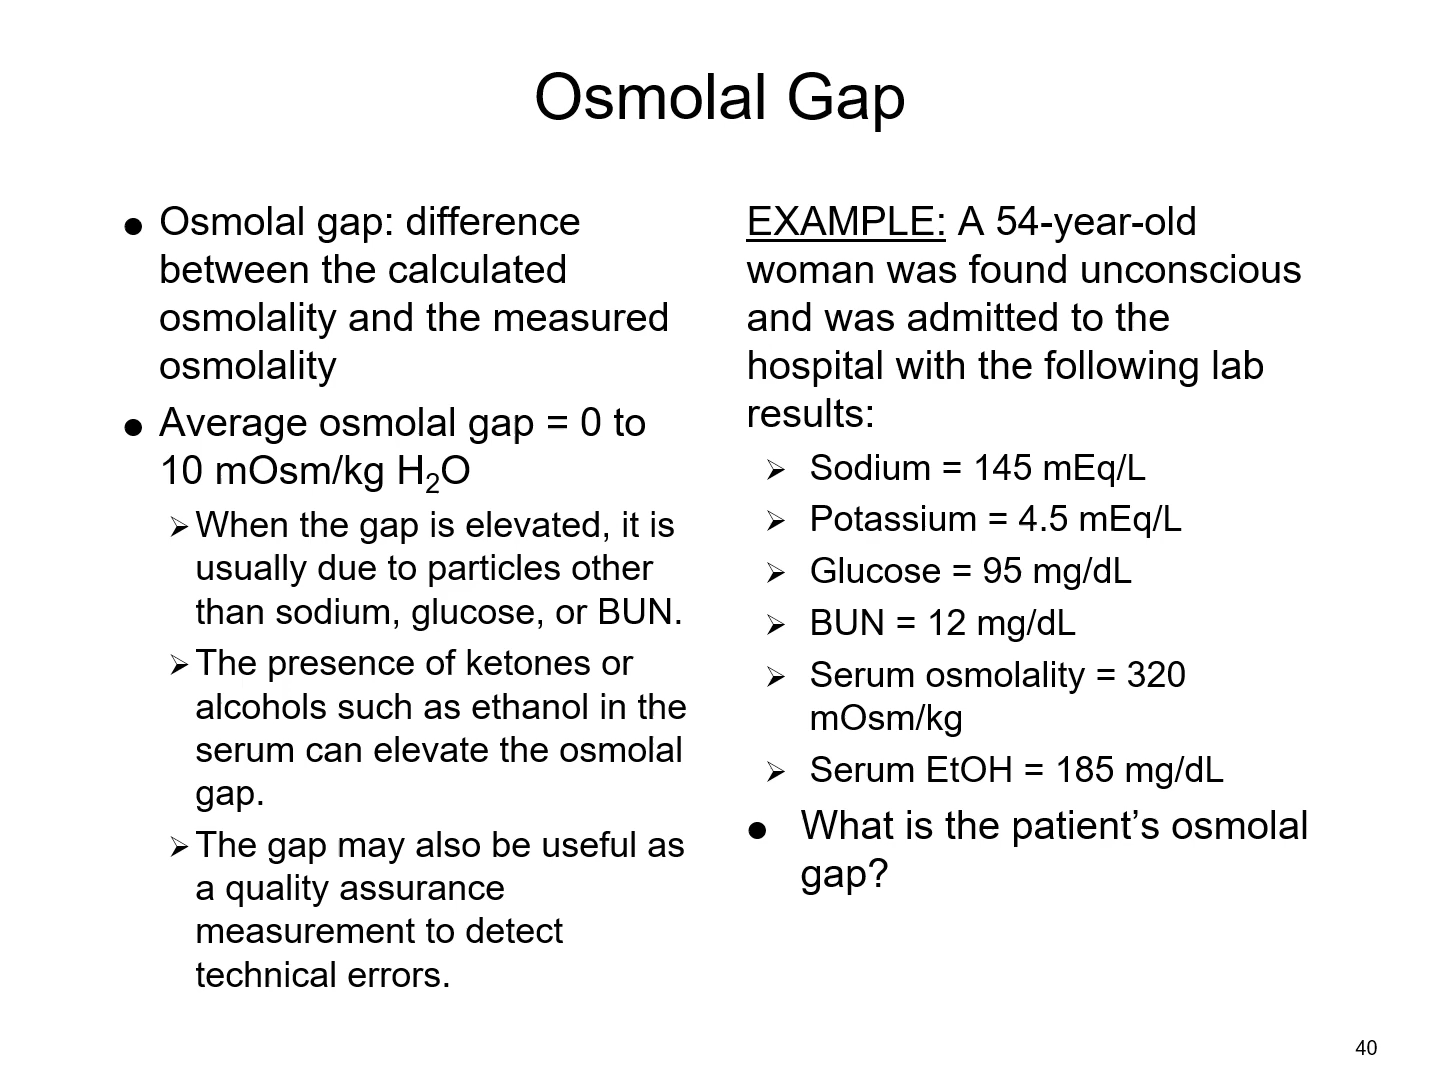 Osmolal Gap
● Osmolal gap: difference
between the calculated
osmolality and the measured
osmolality
● Average osmolal gap = 0 to
10 mOsm/kg H₂O
➢ When the gap is elevated, it is
usually due to particles other
than sodium, glucose, or BUN.
➢ The presence of ketones or
alcohols such as ethanol in the
serum can elevate the osmolal
gap.
➢ The gap may also be useful as
a quality assurance
measurement to detect
technical errors.
EXAMPLE: A 54-year-old
woman was found unconscious
and was admitted to the
hospital with the following lab
results:
➢ Sodium = 145 mEq/L
➢ Potassium = 4.5 mEq/L
➢ Glucose = 95 mg/dL
➢ BUN = 12 mg/dL
➢ Serum osmolality = 320
mOsm/kg
➢ Serum EtOH = 185 mg/dL
● What is the patient’s osmolal
gap?
40